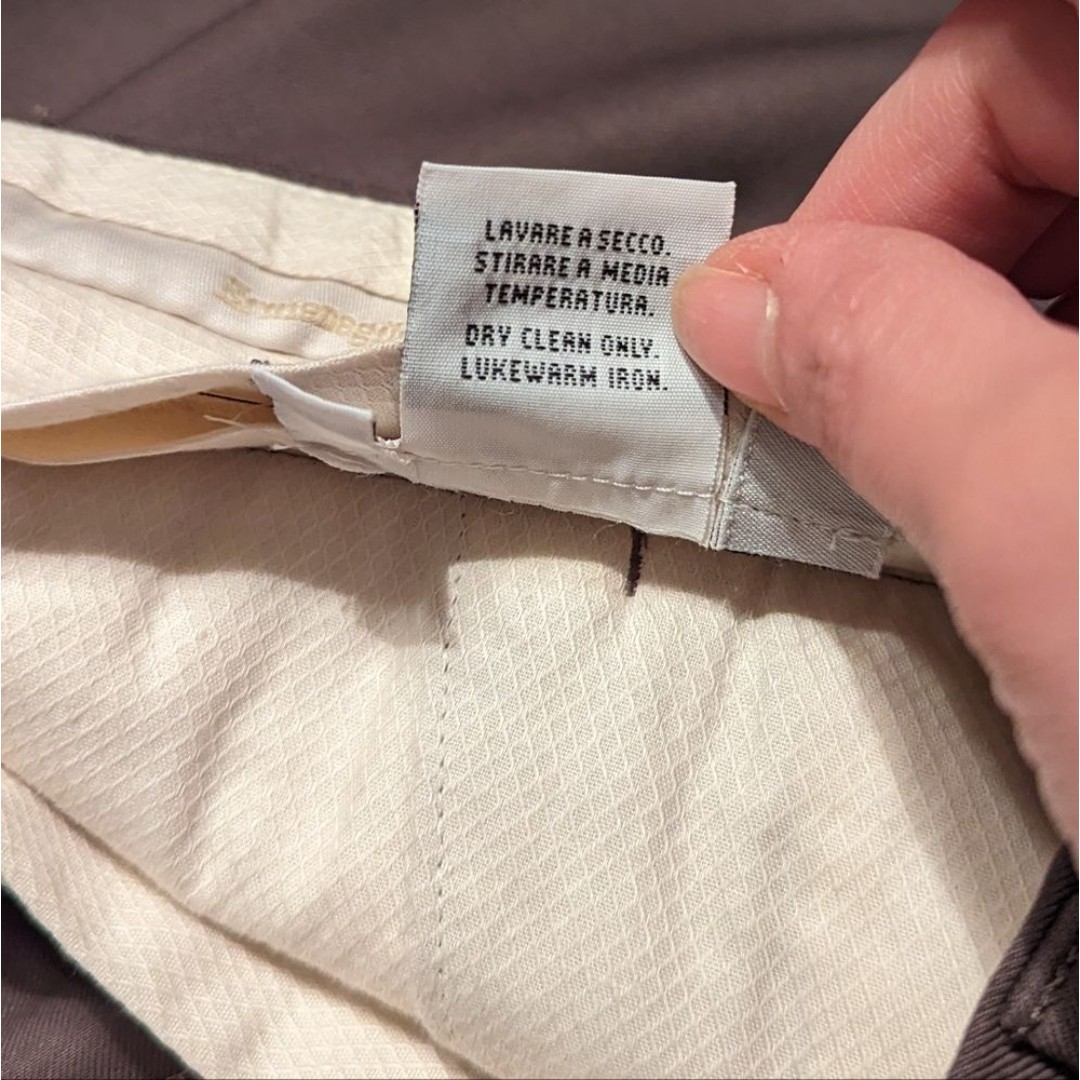 LAVARE A SECCO.
STIRARE A MEDIA
TEMPERATURA.
DRY CLEAN ONLY.
LUKEWARM IRON.